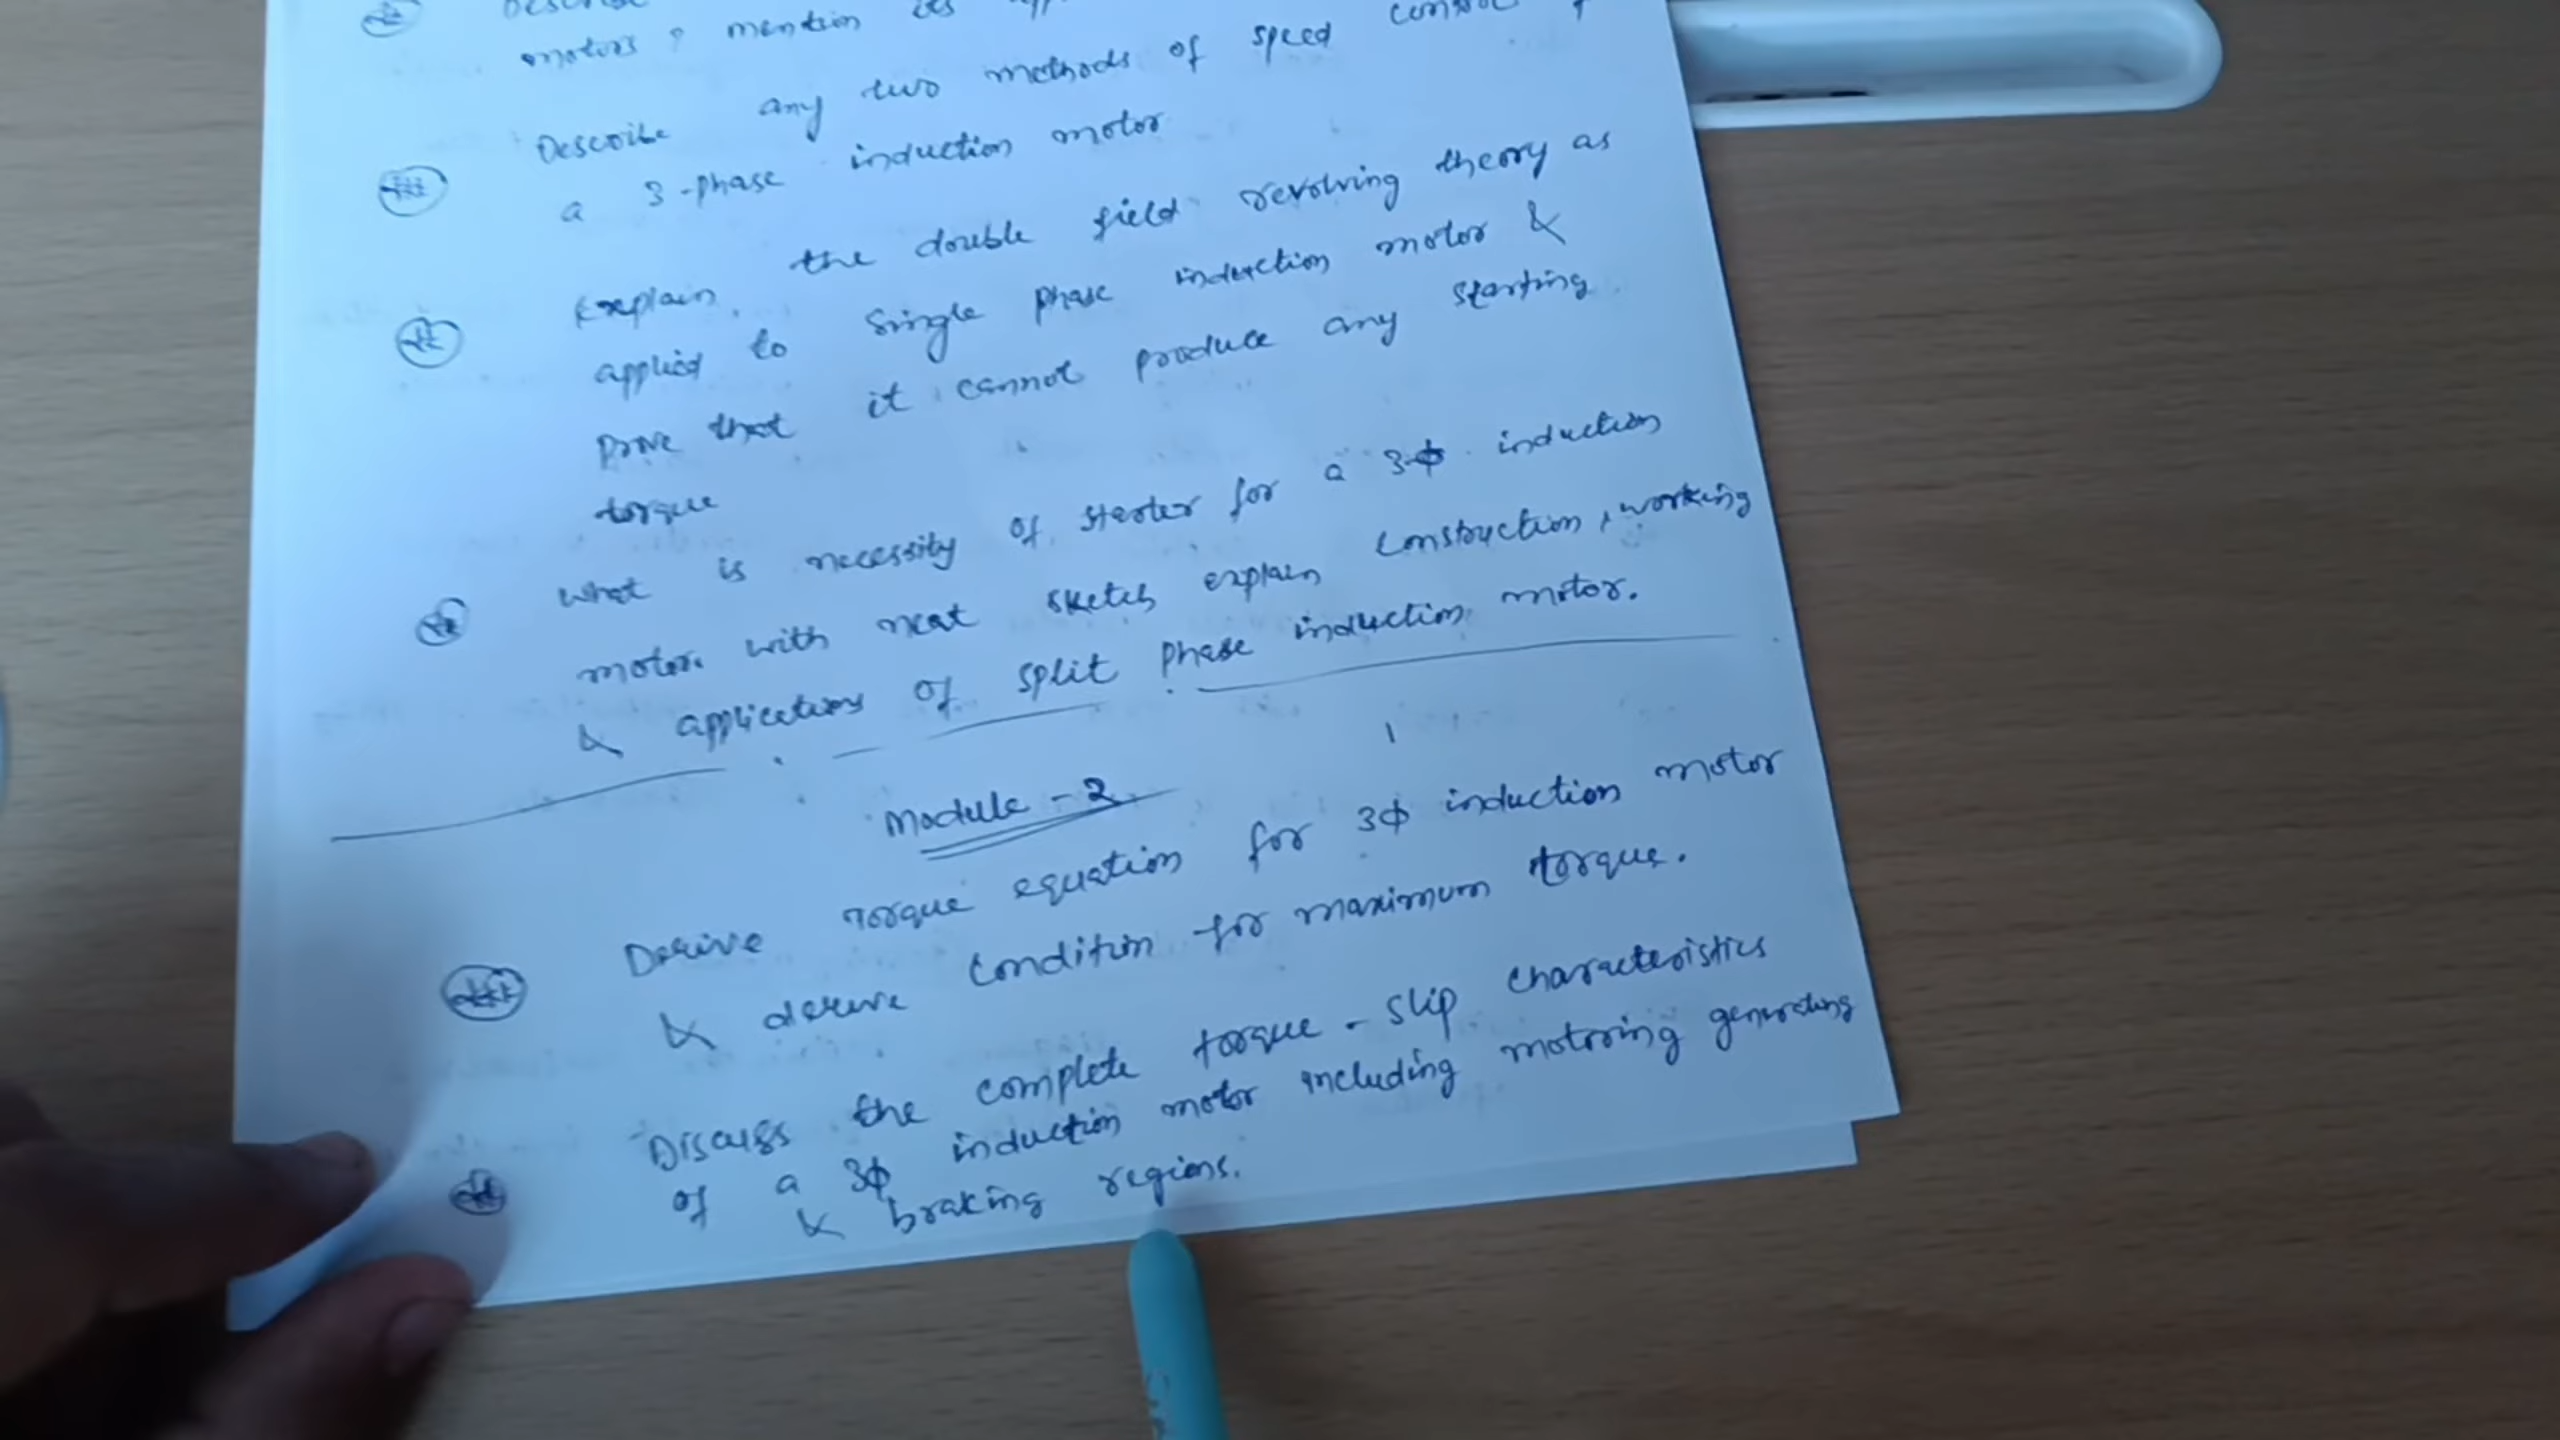 motors ? mention its
Describe any two methods of speed control
a 3-phase induction motor
Explain the double field revolving theory as
applied to Single phase induction motor &
prove that it cannot produce any starting
torque
What is necessity of starter for a 3-ϕ induction
motor. with neat sketch explain construction, working
& applications of split phase induction motor.
Module - 2
Derive torque equation for 3ϕ induction motor
& derive condition for maximum torque.
Discuss the complete torque - slip characteristics
of a 3ϕ induction motor including motoring generating
& braking regions.